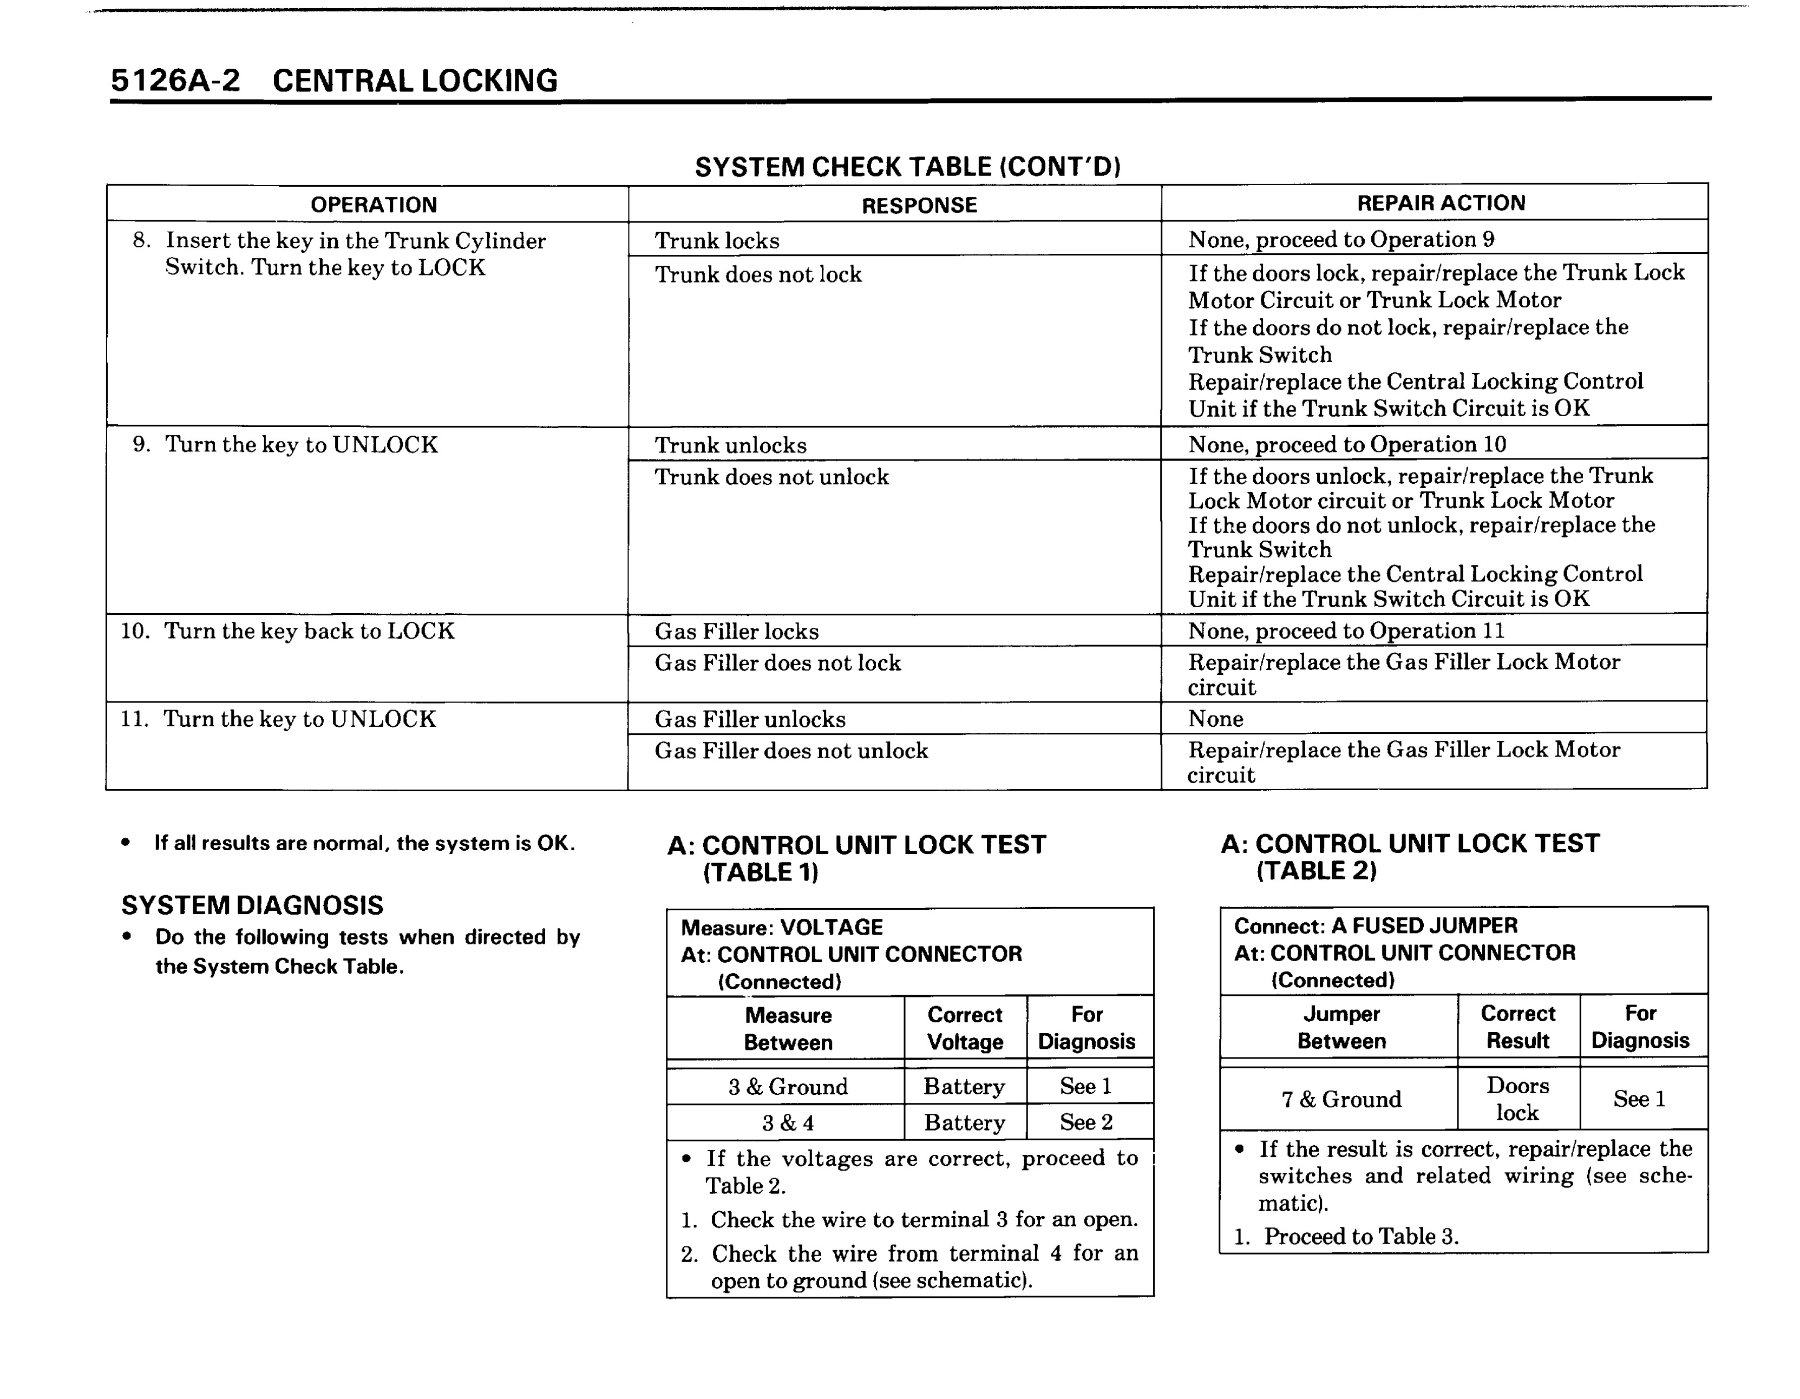 5126A-2 CENTRAL LOCKING
SYSTEM CHECK TABLE (CONT'D)
OPERATION
RESPONSE
REPAIR ACTION
8. Insert the key in the Trunk Cylinder
Switch. Turn the key to LOCK
Trunk locks
None, proceed to Operation 9
Trunk does not lock
If the doors lock, repair/replace the Trunk Lock
Motor Circuit or Trunk Lock Motor
If the doors do not lock, repair/replace the
Trunk Switch
Repair/replace the Central Locking Control
Unit if the Trunk Switch Circuit is OK
9. Turn the key to UNLOCK
Trunk unlocks
None, proceed to Operation 10
Trunk does not unlock
If the doors unlock, repair/replace the Trunk
Lock Motor circuit or Trunk Lock Motor
If the doors do not unlock, repair/replace the
Trunk Switch
Repair/replace the Central Locking Control
Unit if the Trunk Switch Circuit is OK
10. Turn the key back to LOCK
Gas Filler locks
None, proceed to Operation 11
Gas Filler does not lock
Repair/replace the Gas Filler Lock Motor
circuit
11. Turn the key to UNLOCK
Gas Filler unlocks
None
Gas Filler does not unlock
Repair/replace the Gas Filler Lock Motor
circuit
• If all results are normal, the system is OK.
SYSTEM DIAGNOSIS
• Do the following tests when directed by
the System Check Table.
A: CONTROL UNIT LOCK TEST
(TABLE 1)
Measure: VOLTAGE
At: CONTROL UNIT CONNECTOR
(Connected)
Measure
Between
Correct
Voltage
For
Diagnosis
3 & Ground
Battery
See 1
3 & 4
Battery
See 2
• If the voltages are correct, proceed to
Table 2.
1. Check the wire to terminal 3 for an open.
2. Check the wire from terminal 4 for an
open to ground (see schematic).
A: CONTROL UNIT LOCK TEST
(TABLE 2)
Connect: A FUSED JUMPER
At: CONTROL UNIT CONNECTOR
(Connected)
Jumper
Between
Correct
Result
For
Diagnosis
7 & Ground
Doors
lock
See 1
• If the result is correct, repair/replace the
switches and related wiring (see sche-
matic).
1. Proceed to Table 3.